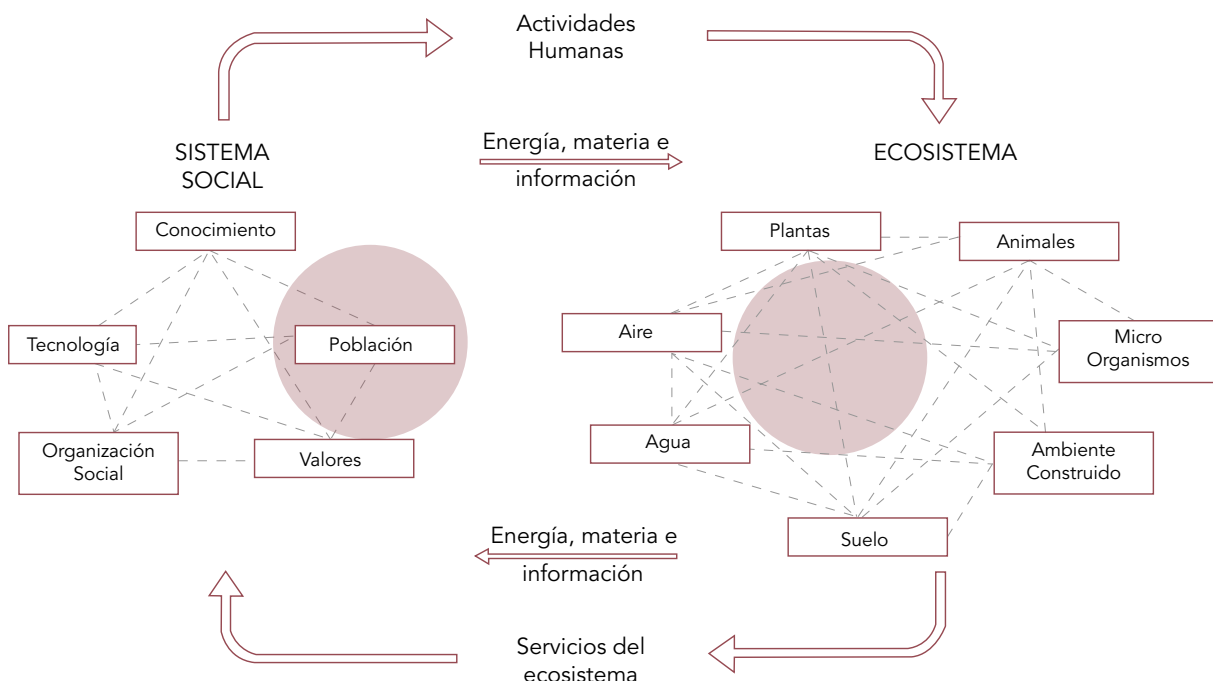 Actividades
Humanas
SISTEMA
SOCIAL
Energía, materia e
información
ECOSISTEMA
Conocimiento
Tecnología
Población
Organización
Social
Valores
Plantas
Animales
Aire
Micro
Organismos
Agua
Ambiente
Construido
Suelo
Energía, materia e
información
Servicios del
ecosistema